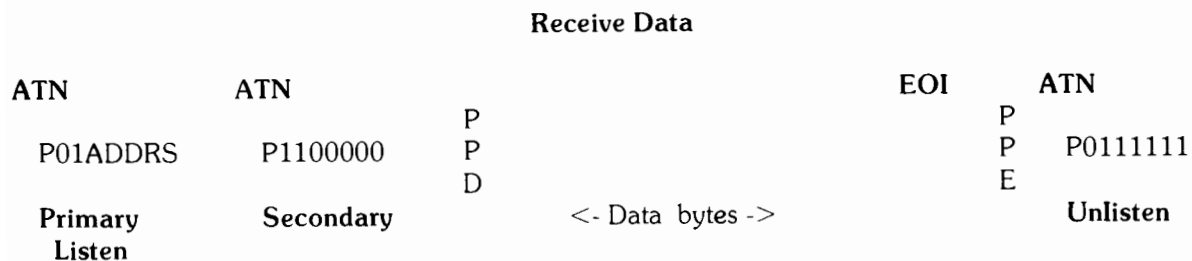 Receive Data
ATN ATN EOI ATN
P P
P01ADDRS P1100000 P P P0111111
D E
Primary Secondary <- Data bytes -> Unlisten
Listen